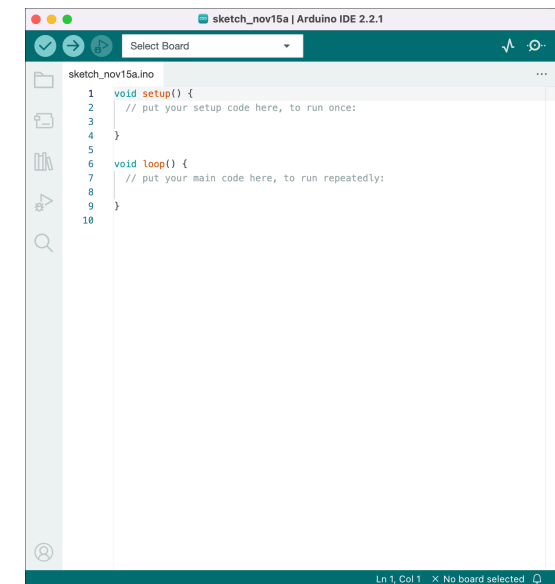 sketch_nov15a | Arduino IDE 2.2.1
Select Board
sketch_nov15a.ino
1 void setup() {
2 // put your setup code here, to run once:
3
4 }
5
6 void loop() {
7 // put your main code here, to run repeatedly:
8
9 }
10
Ln 1, Col 1 × No board selected